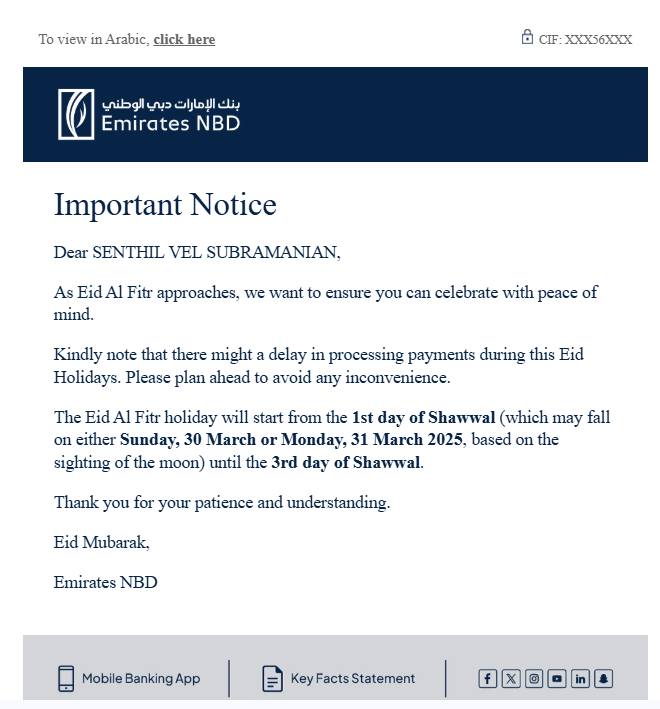 To view in Arabic, click here
CIF: XXX56XXX
بنك الإمارات دبي الوطني
Emirates NBD
Important Notice
Dear SENTHIL VEL SUBRAMANIAN,
As Eid Al Fitr approaches, we want to ensure you can celebrate with peace of
mind.
Kindly note that there might a delay in processing payments during this Eid
Holidays. Please plan ahead to avoid any inconvenience.
The Eid Al Fitr holiday will start from the 1st day of Shawwal (which may fall
on either Sunday, 30 March or Monday, 31 March 2025, based on the
sighting of the moon) until the 3rd day of Shawwal.
Thank you for your patience and understanding.
Eid Mubarak,
Emirates NBD
Mobile Banking App
Key Facts Statement